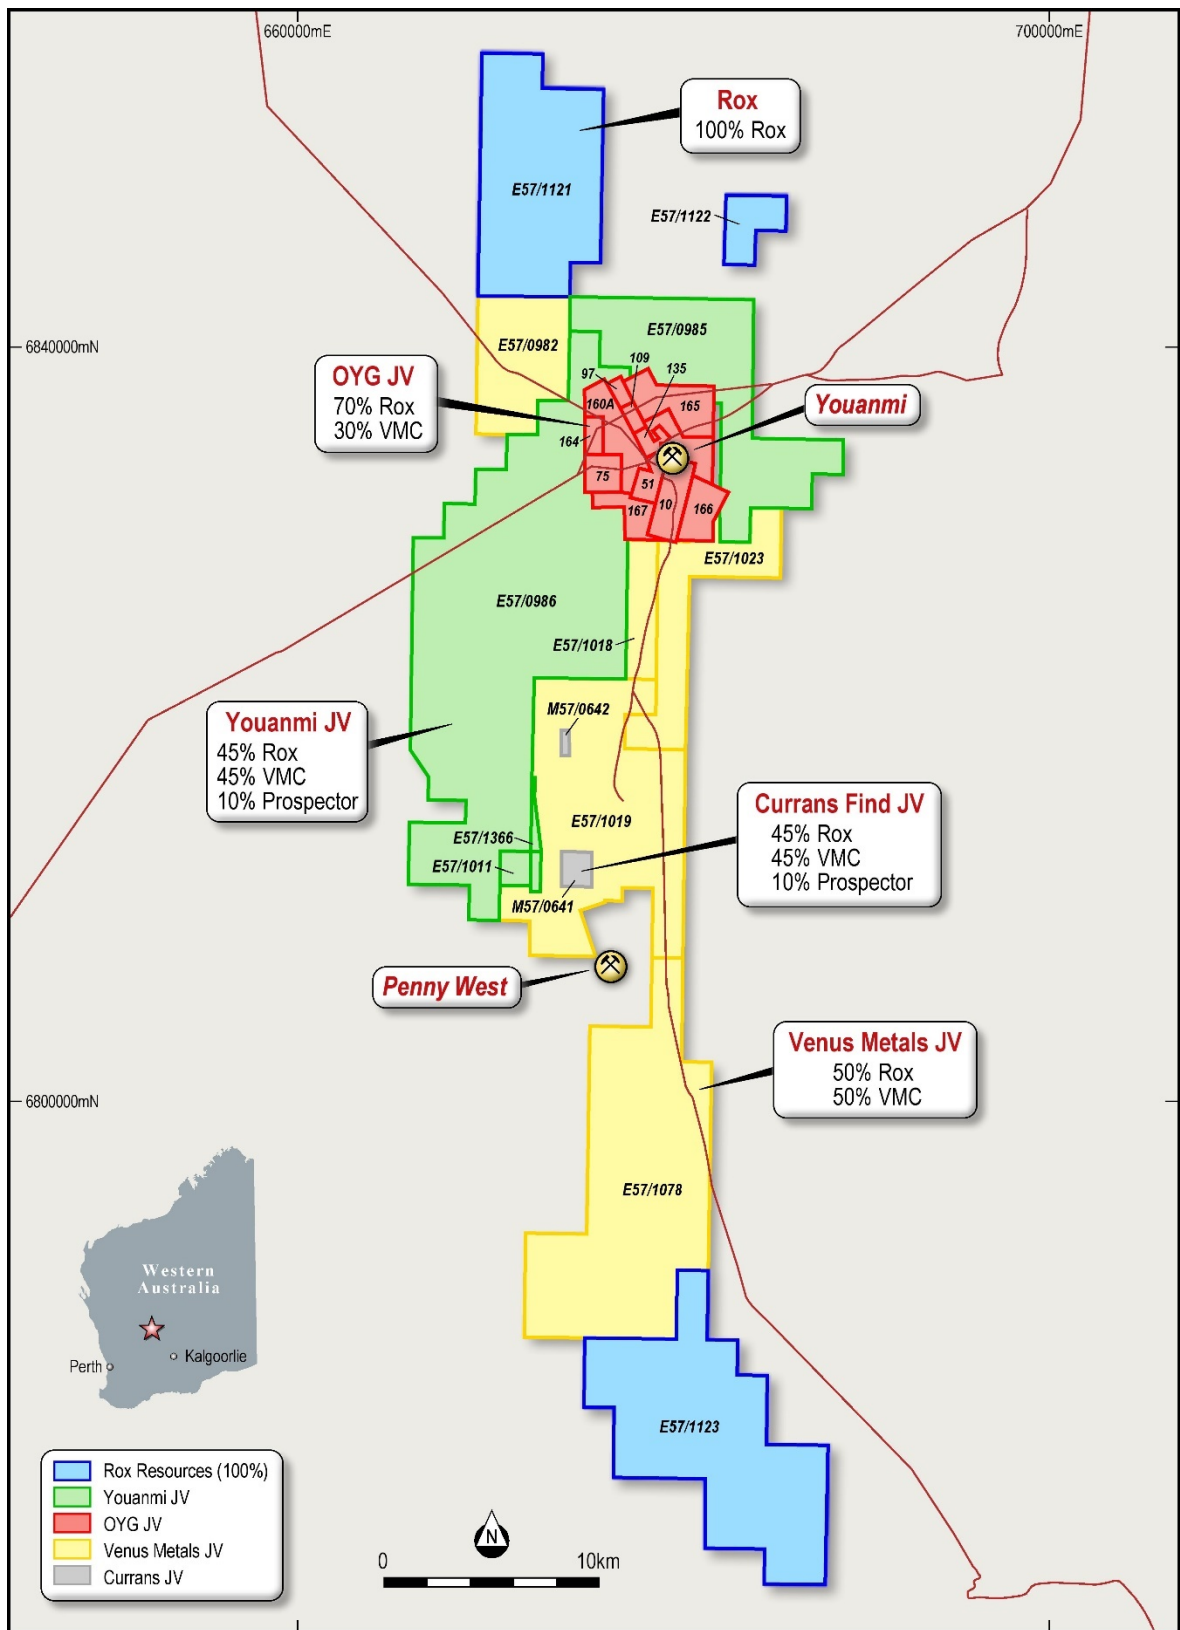 660000mE
700000mE
Rox
100% Rox
E57/1121
E57/1122
E57/0985
6840000mN
E57/0982
OYG JV
70% Rox
30% VMC
109
97
135
160A
165
Youanmi
164
75
51
10
167
166
E57/1023
E57/0986
E57/1018
M57/0642
Youanmi JV
45% Rox
45% VMC
10% Prospector
Currans Find JV
45% Rox
45% VMC
10% Prospector
E57/1019
E57/1366
E57/1011
M57/0641
Penny West
Venus Metals JV
50% Rox
50% VMC
6800000mN
E57/1078
Western
Australia
Kalgoorlie
Perth
E57/1123
Rox Resources (100%)
Youanmi JV
OYG JV
Venus Metals JV
Currans JV
N
0 10km